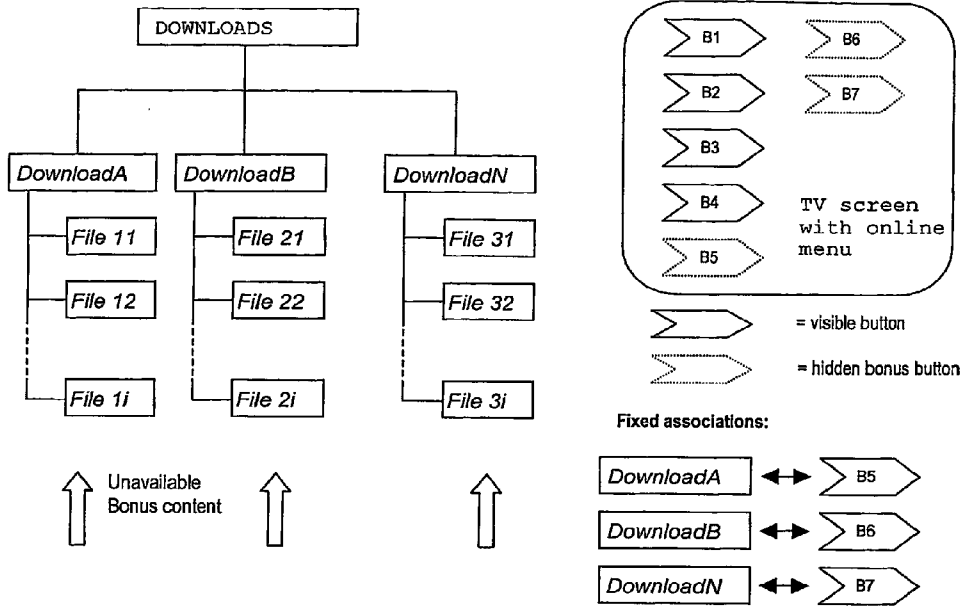 DOWNLOADS
DownloadA
DownloadB
DownloadN
File 11
File 21
File 31
File 12
File 22
File 32
File 1i
File 2i
File 3i
Unavailable
Bonus content
B1
B6
B2
B7
B3
B4
B5
TV screen
with online
menu
= visible button
= hidden bonus button
Fixed associations:
DownloadA
B5
DownloadB
B6
DownloadN
B7